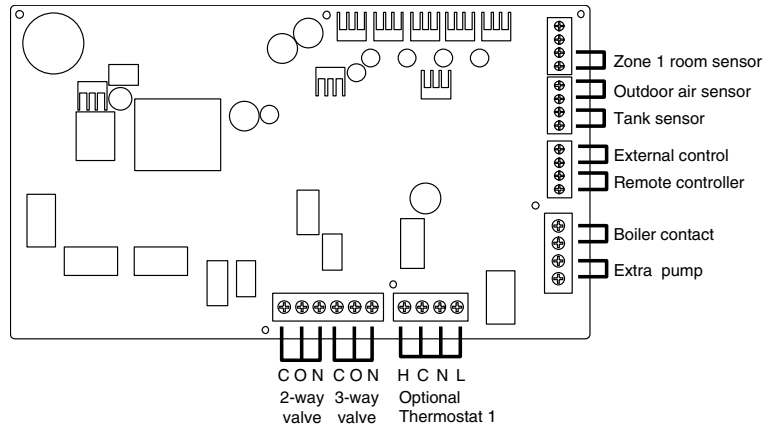 Zone 1 room sensor
Outdoor air sensor
Tank sensor
External control
Remote controller
Boiler contact
Extra pump
C O N C O N H C N L
2-way 3-way Optional
valve valve Thermostat 1